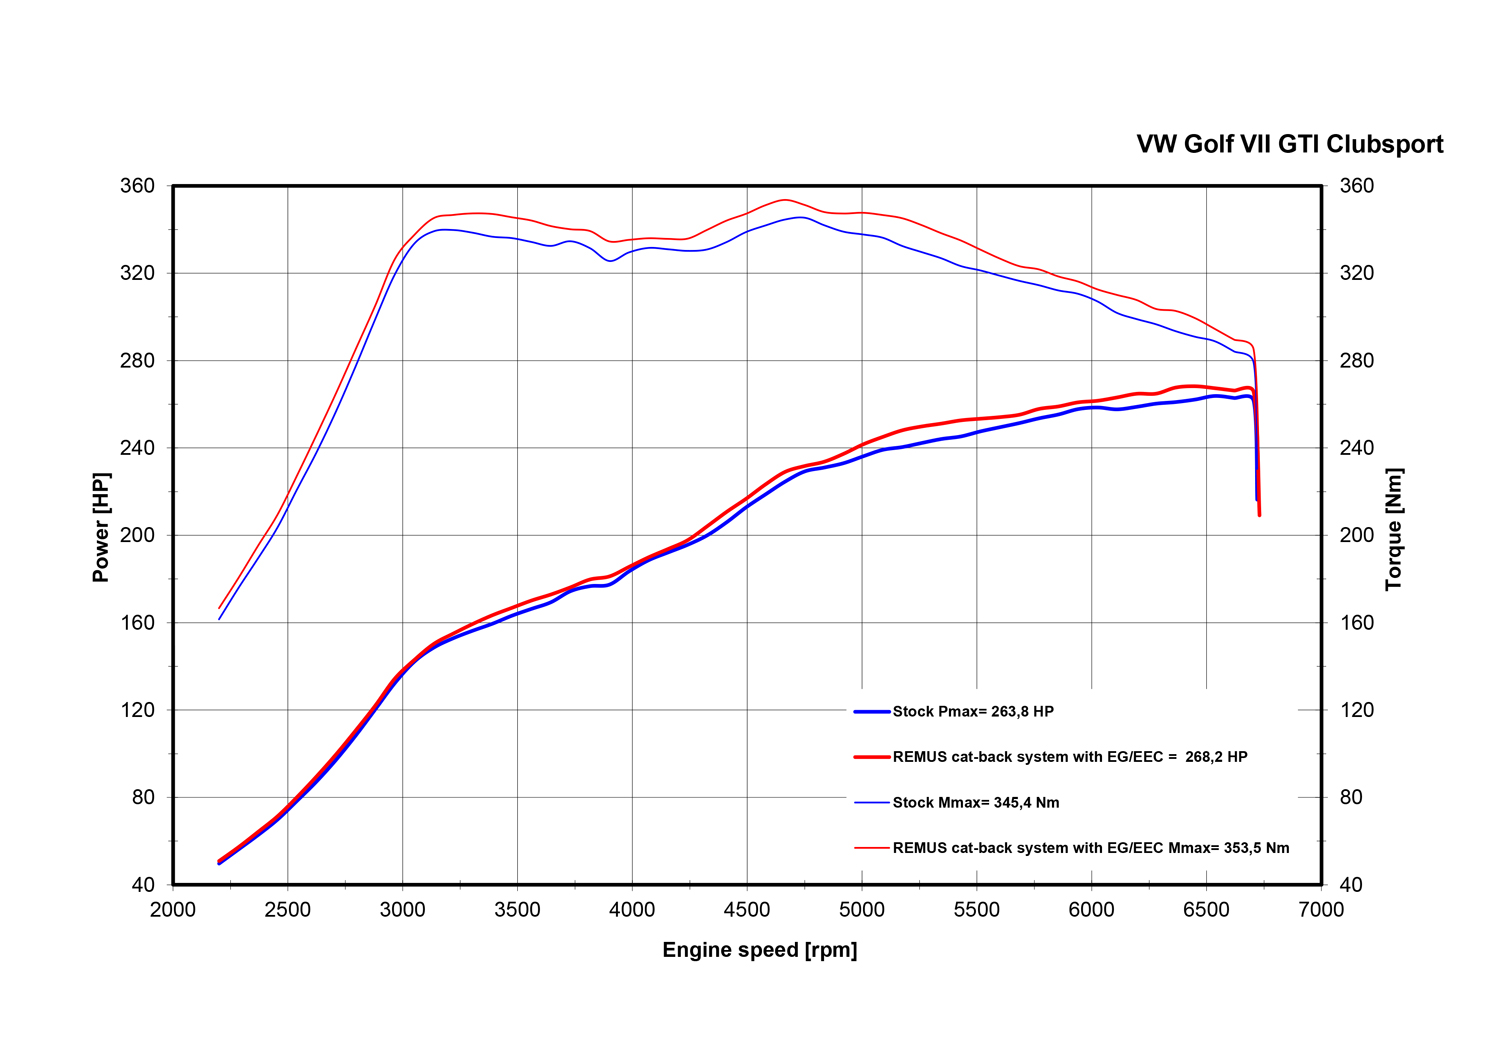 VW Golf VII GTI Clubsport
360 360
320 320
280 280
240 240
200 200
160 160
120 120
80 80
40 40
Power [HP]
Torque [Nm]
Stock Pmax= 263,8 HP
REMUS cat-back system with EG/EEC =  268,2 HP
Stock Mmax= 345,4 Nm
REMUS cat-back system with EG/EEC Mmax= 353,5 Nm
2000 2500 3000 3500 4000 4500 5000 5500 6000 6500 7000
Engine speed [rpm]